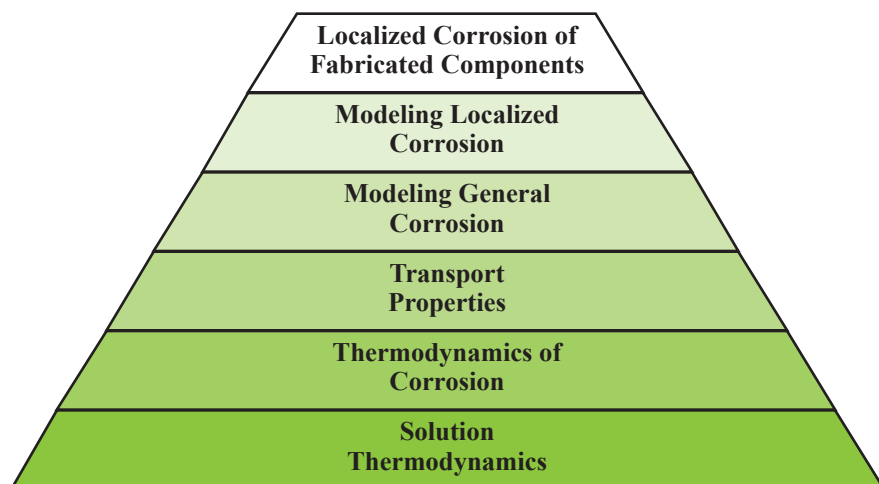 Localized Corrosion of
Fabricated Components
Modeling Localized
Corrosion
Modeling General
Corrosion
Transport
Properties
Thermodynamics of
Corrosion
Solution
Thermodynamics